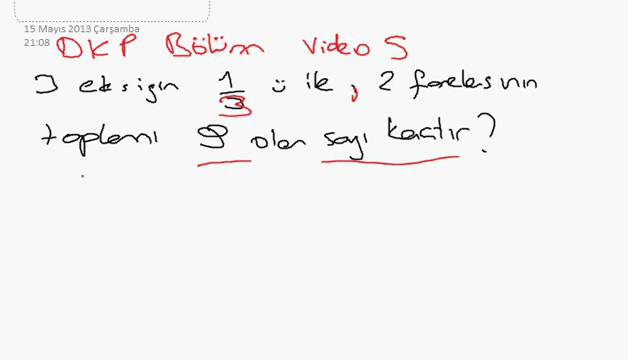 15 Mayıs 2013 Çarşamba
21:08
DKP Bölüm Video 5
3 eksiğin 1/3 ü ile, 2 fazlasının
toplamı 9 olan sayı kaçtır?